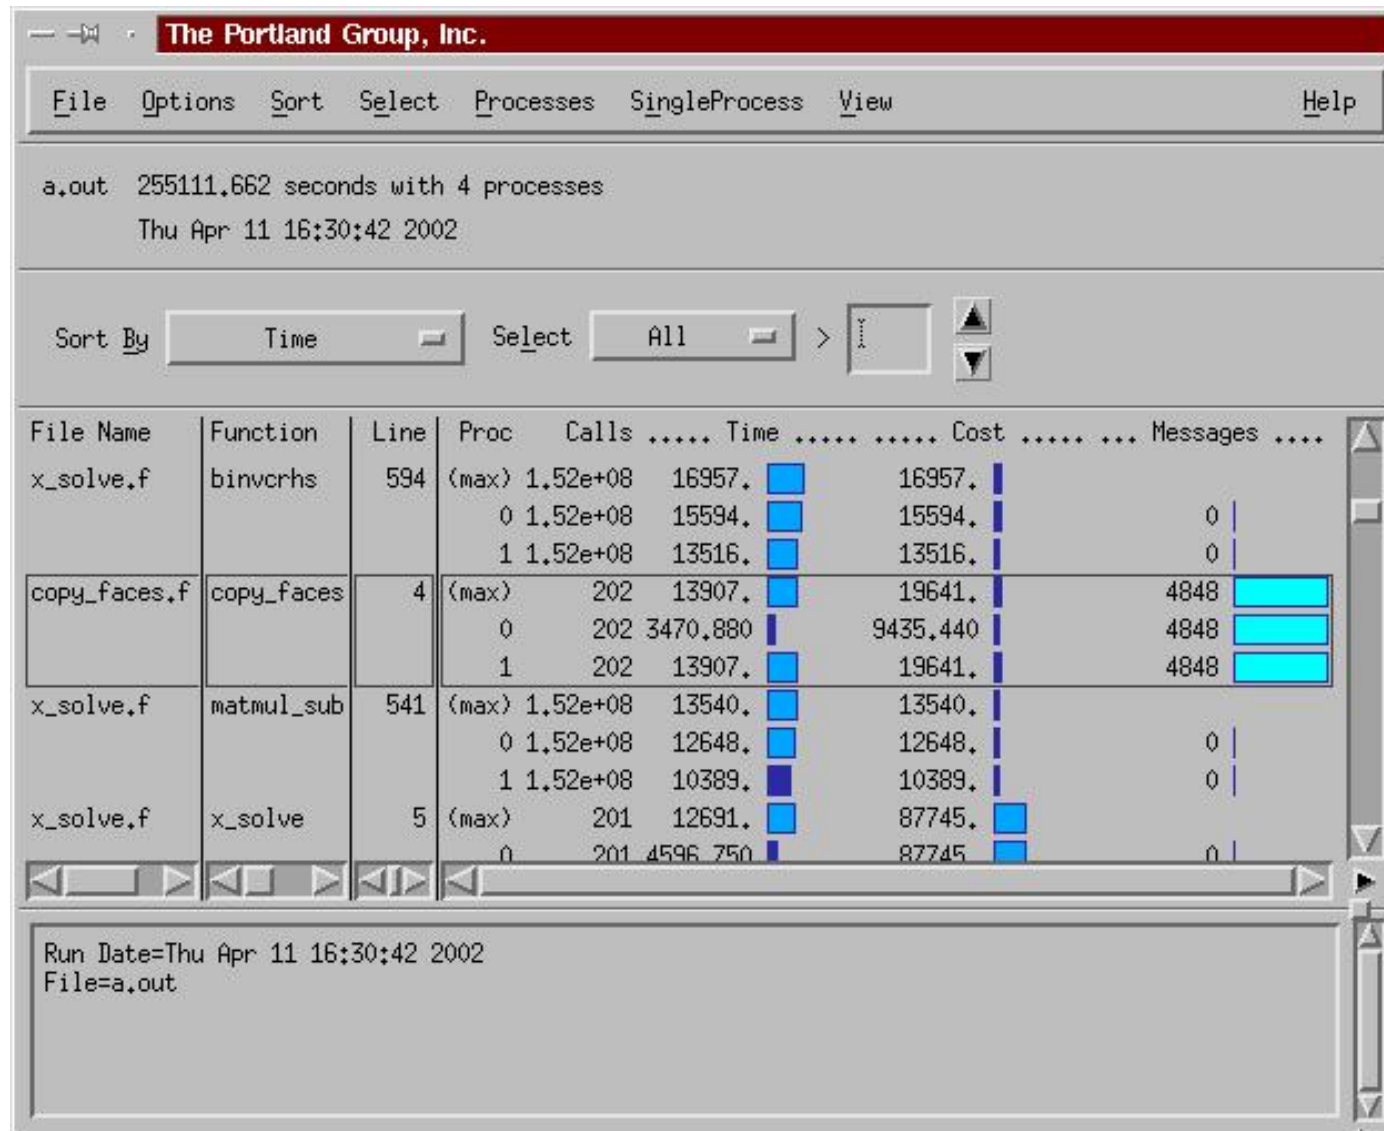 The Portland Group, Inc.
File Options Sort Select Processes SingleProcess View Help
a.out 255111.662 seconds with 4 processes
Thu Apr 11 16:30:42 2002
Sort By Time Select All >
File Name Function Line Proc Calls ..... Time ..... ..... Cost ..... ... Messages ....
x_solve.f binvcrhs 594 (max) 1.52e+08 16957. 16957.
0 1.52e+08 15594. 15594. 0
1 1.52e+08 13516. 13516. 0
copy_faces.f copy_faces 4 (max) 202 13907. 19641. 4848
0 202 3470.880 9435.440 4848
1 202 13907. 19641. 4848
x_solve.f matmul_sub 541 (max) 1.52e+08 13540. 13540.
0 1.52e+08 12648. 12648. 0
1 1.52e+08 10389. 10389. 0
x_solve.f x_solve 5 (max) 201 12691. 87745.
0 201 4596.750 87745. 0
Run Date=Thu Apr 11 16:30:42 2002
File=a.out